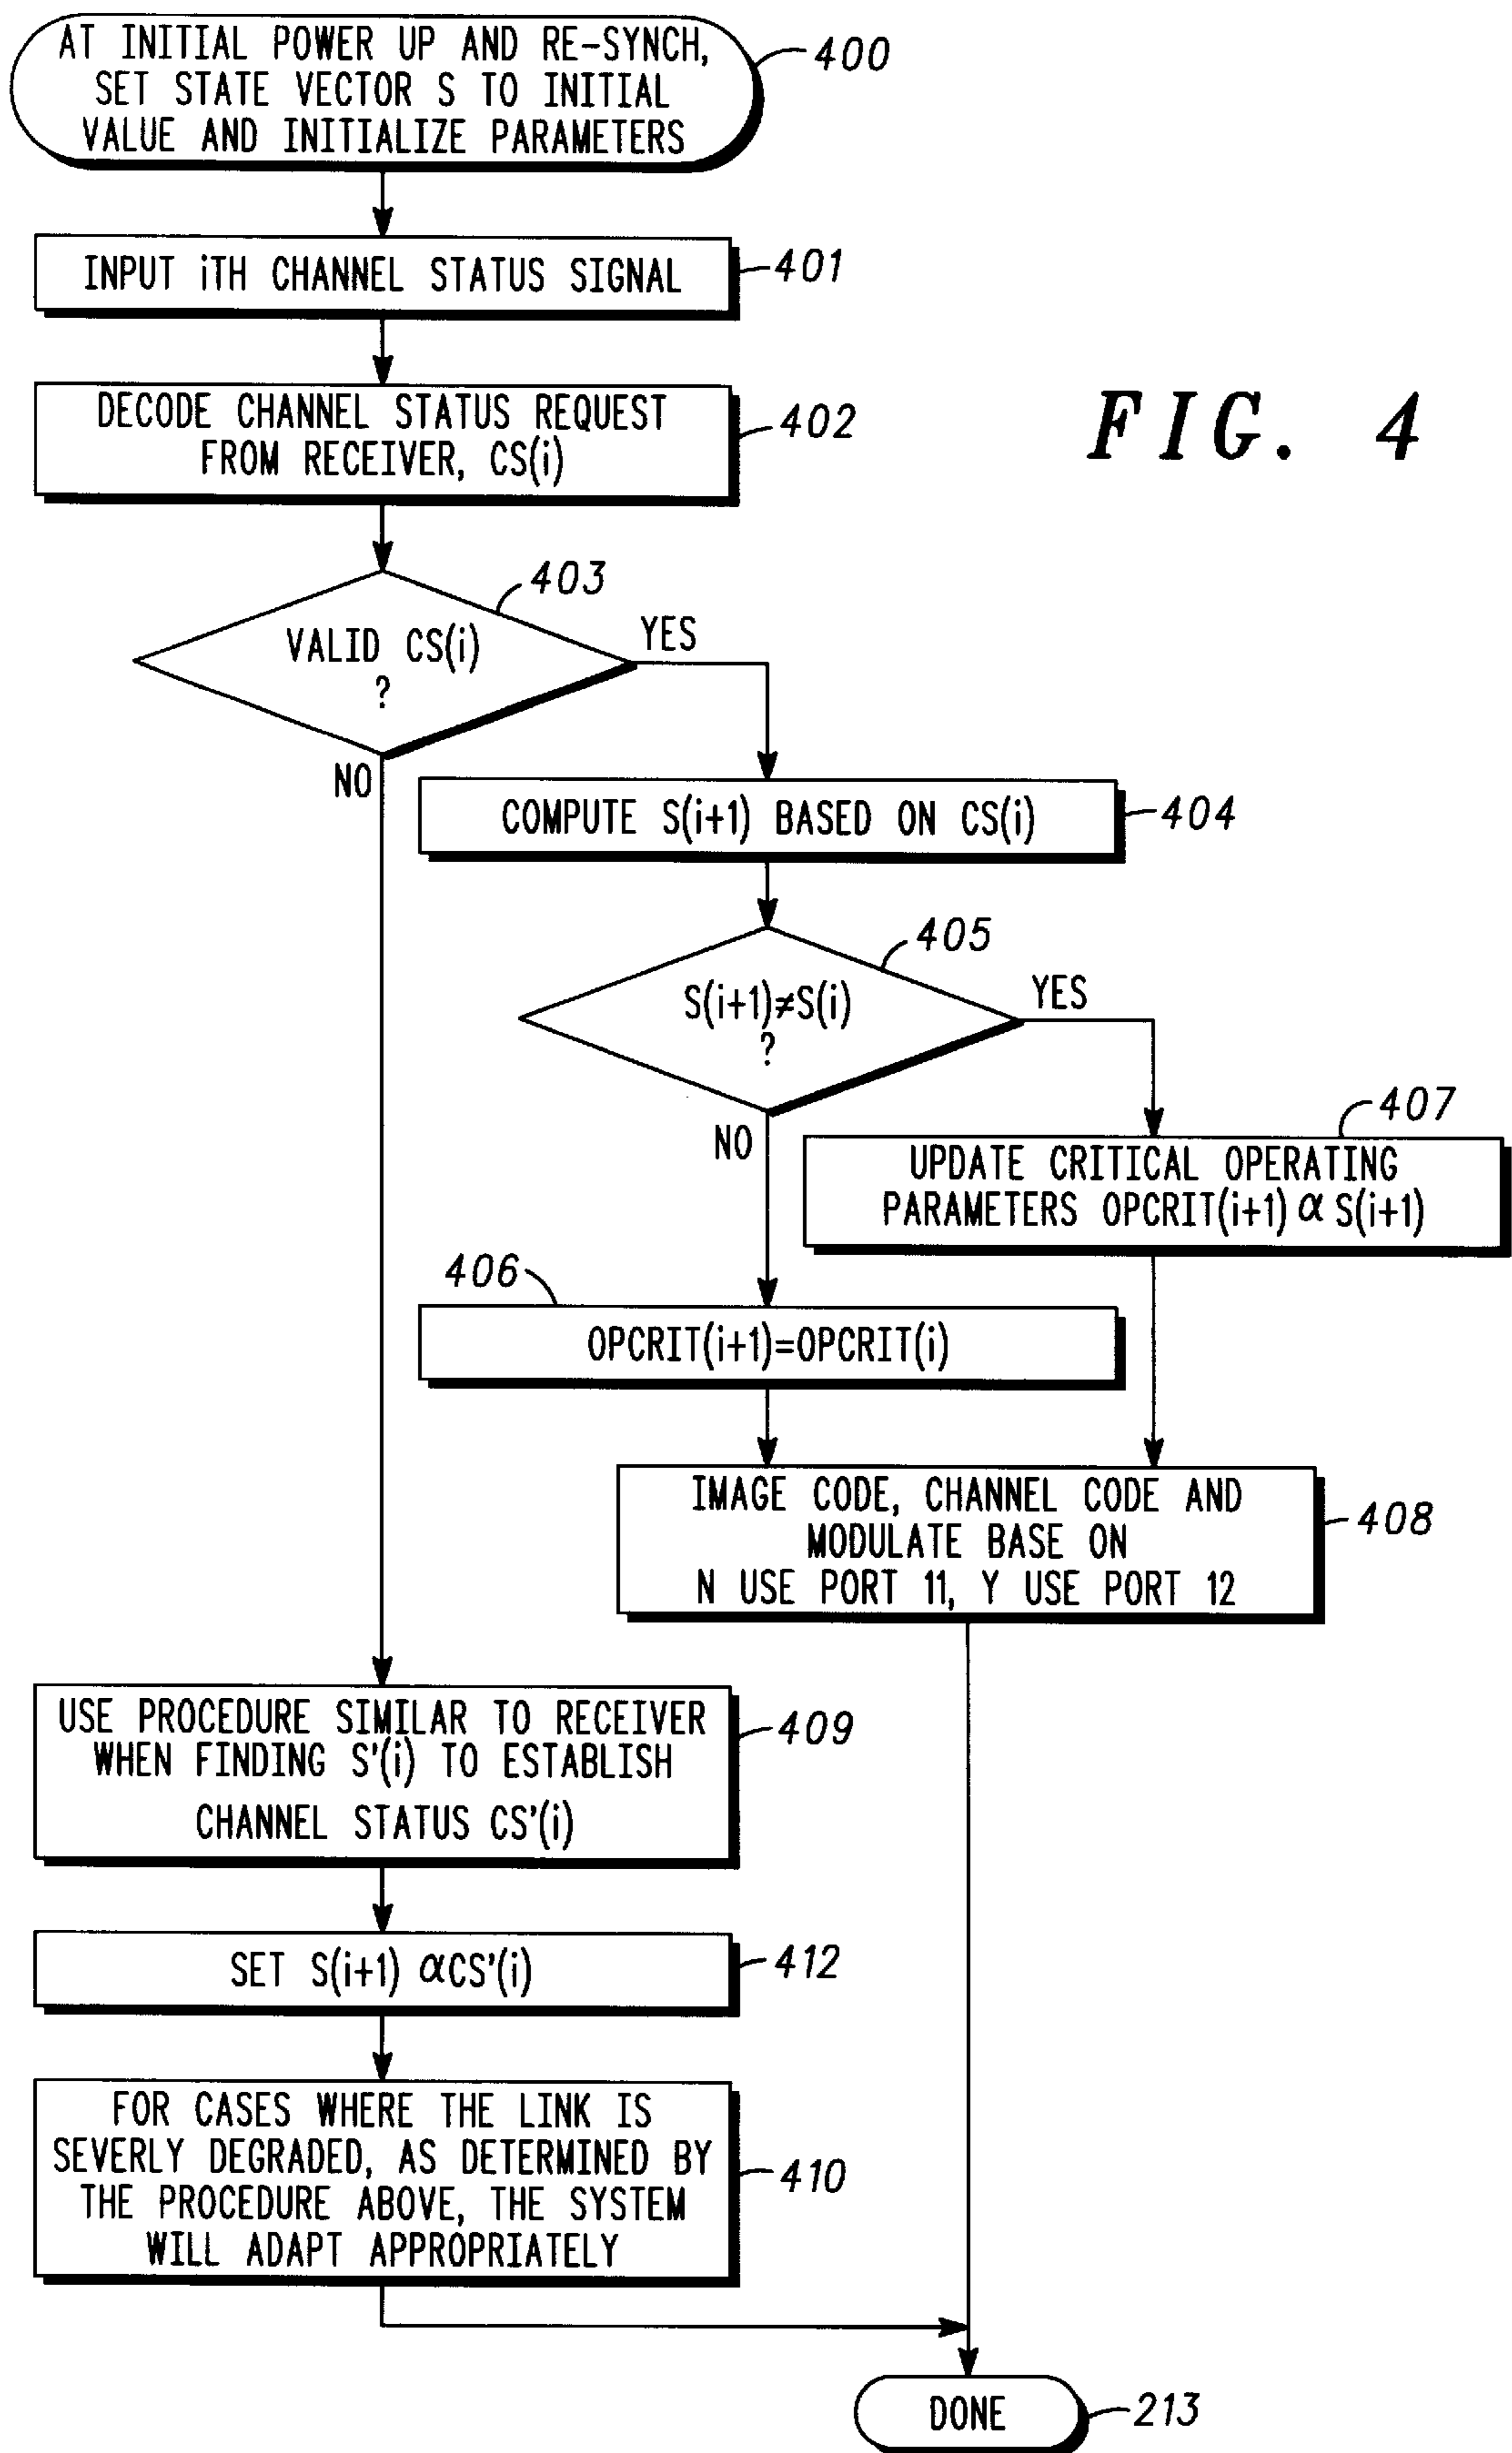 AT INITIAL POWER UP AND RE-SYNCH,
SET STATE VECTOR S TO INITIAL
VALUE AND INITIALIZE PARAMETERS
400
INPUT iTH CHANNEL STATUS SIGNAL
401
DECODE CHANNEL STATUS REQUEST
FROM RECEIVER, CS(i)
402
FIG. 4
403
VALID CS(i)
?
YES
NO
COMPUTE S(i+1) BASED ON CS(i)
404
405
S(i+1)≠S(i)
?
YES
NO
407
UPDATE CRITICAL OPERATING
PARAMETERS OPCRIT(i+1) α S(i+1)
406
OPCRIT(i+1)=OPCRIT(i)
IMAGE CODE, CHANNEL CODE AND
MODULATE BASE ON
N USE PORT 11, Y USE PORT 12
408
USE PROCEDURE SIMILAR TO RECEIVER
WHEN FINDING S'(i) TO ESTABLISH
CHANNEL STATUS CS'(i)
409
SET S(i+1) αCS'(i)
412
FOR CASES WHERE THE LINK IS
SEVERLY DEGRADED, AS DETERMINED BY
THE PROCEDURE ABOVE, THE SYSTEM
WILL ADAPT APPROPRIATELY
410
DONE
213